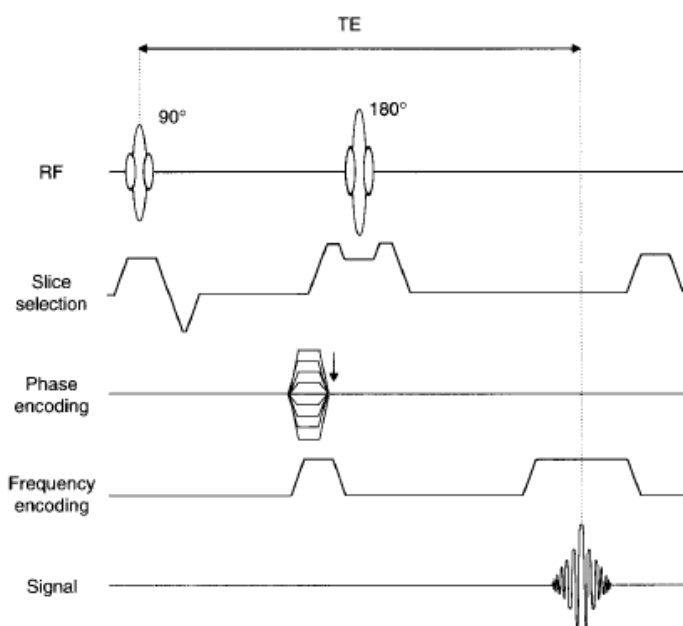 TE
90°
180°
RF
Slice
selection
Phase
encoding
Frequency
encoding
Signal